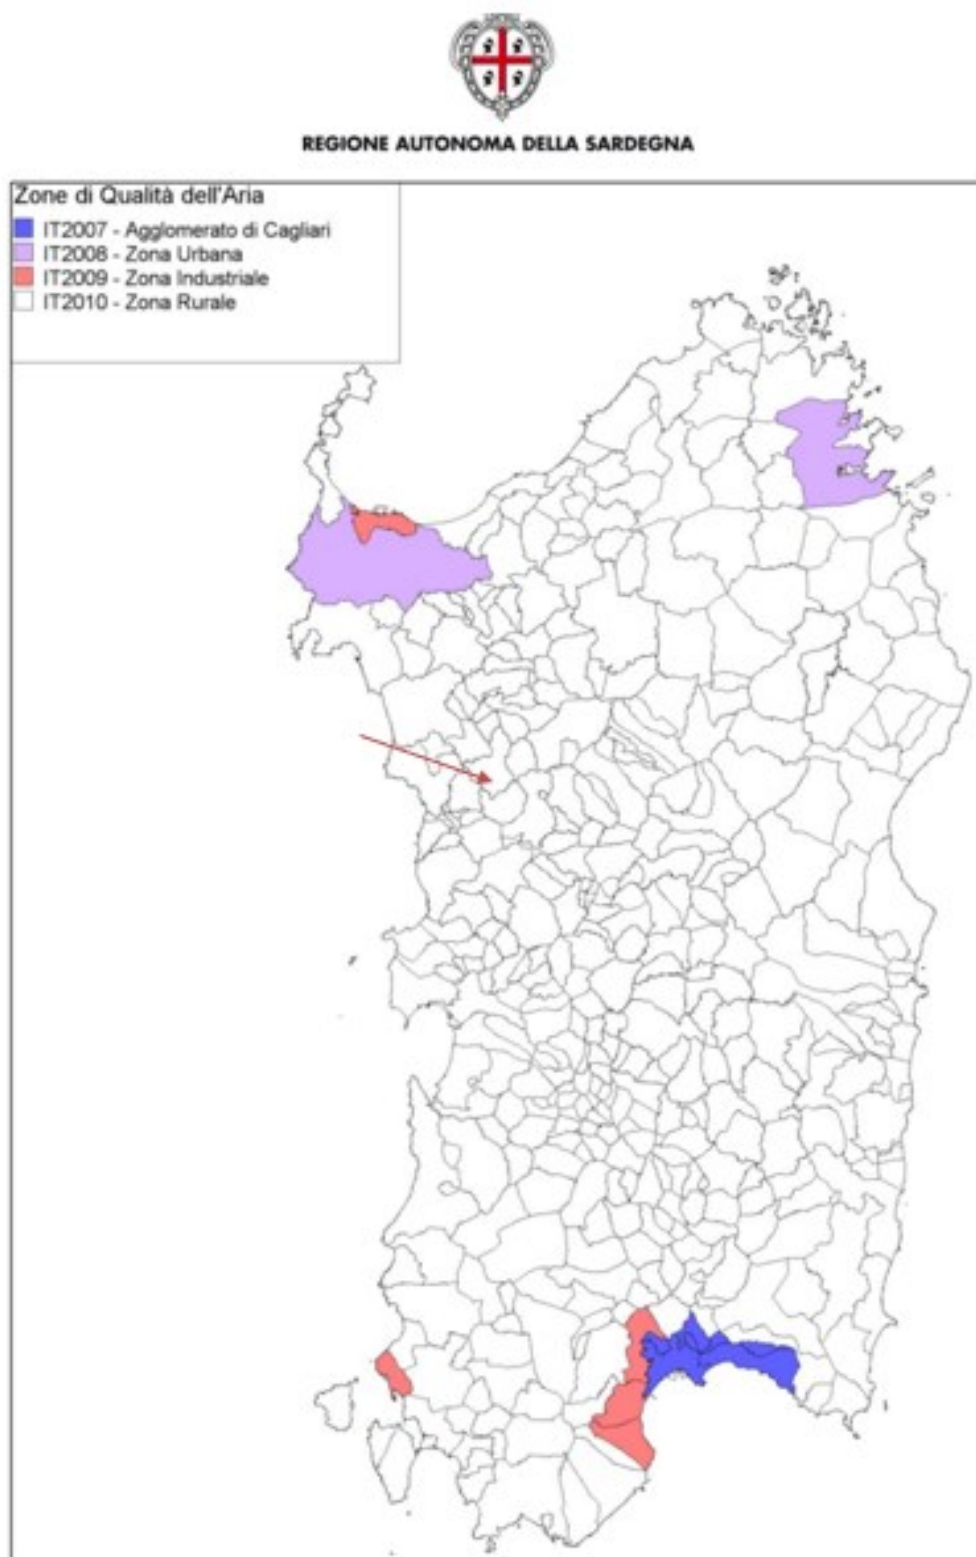 REGIONE AUTONOMA DELLA SARDEGNA
Zone di Qualità dell'Aria
IT2007 - Agglomerato di Cagliari
IT2008 - Zona Urbana
IT2009 - Zona Industriale
IT2010 - Zona Rurale